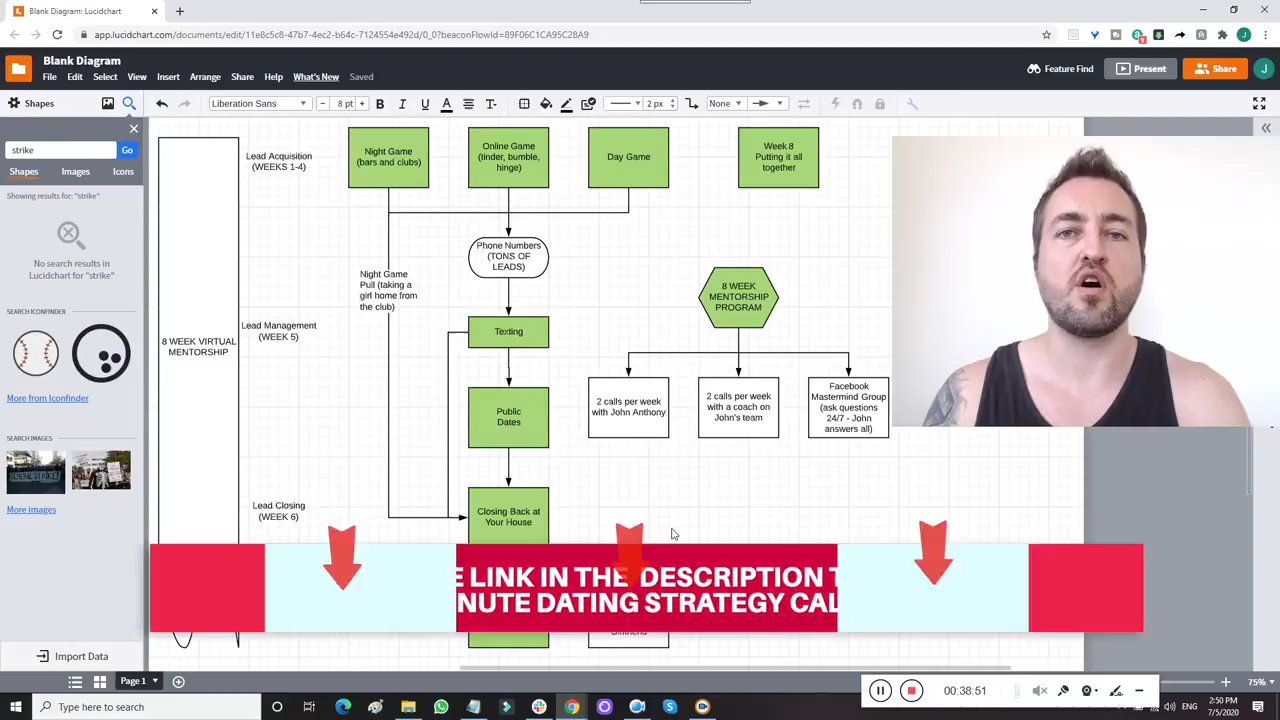 Blank Diagram: Lucidchart
app.lucidchart.com/documents/edit/11e8c5c8-47b7-4ec2-b64c-7124554e492d/0_0?beaconFlowId=89F06C1CA95C28A9
Blank Diagram
File Edit Select View Insert Arrange Share Help What's New Saved
Feature Find
Present
Share
J
Shapes
Liberation Sans
8 pt
B I U A T
2 px
None
strike
Go
Shapes Images Icons
Showing results for: "strike"
No search results in
Lucidchart for "strike"
SEARCH ICONFINDER
More from Iconfinder
SEARCH IMAGES
More images
Import Data
8 WEEK VIRTUAL
MENTORSHIP
Lead Acquisition
(WEEKS 1-4)
Night Game
(bars and clubs)
Online Game
(tinder, bumble,
hinge)
Day Game
Week 8
Putting it all
together
Phone Numbers
(TONS OF
LEADS)
Night Game
Pull (taking a
girl home from
the club)
Lead Management
(WEEK 5)
Texting
8 WEEK
MENTORSHIP
PROGRAM
Public
Dates
2 calls per week
with John Anthony
2 calls per week
with a coach on
John's team
Facebook
Mastermind Group
(ask questions
24/7 - John
answers all)
Lead Closing
(WEEK 6)
Closing Back at
Your House
E LINK IN THE DESCRIPTION T
NUTE DATING STRATEGY CAL
Girlfriend
Page 1
75%
00:38:51
Type here to search
ENG
2:50 PM
7/5/2020